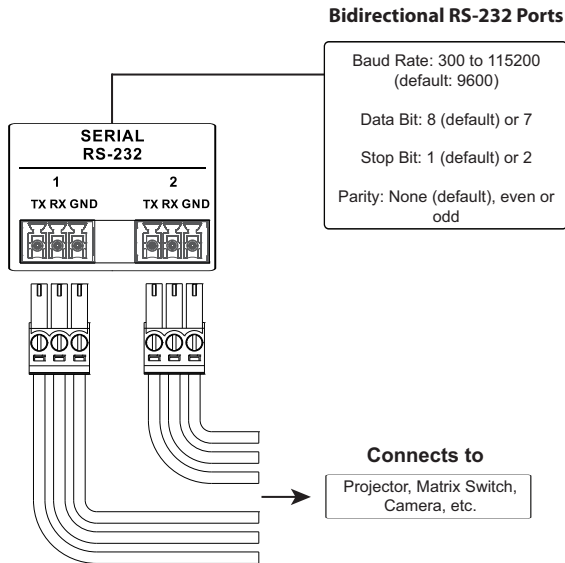 Bidirectional RS-232 Ports
Baud Rate: 300 to 115200
(default: 9600)
Data Bit: 8 (default) or 7
Stop Bit: 1 (default) or 2
Parity: None (default), even or
odd
SERIAL
RS-232
1 2
TX RX GND TX RX GND
Connects to
Projector, Matrix Switch,
Camera, etc.